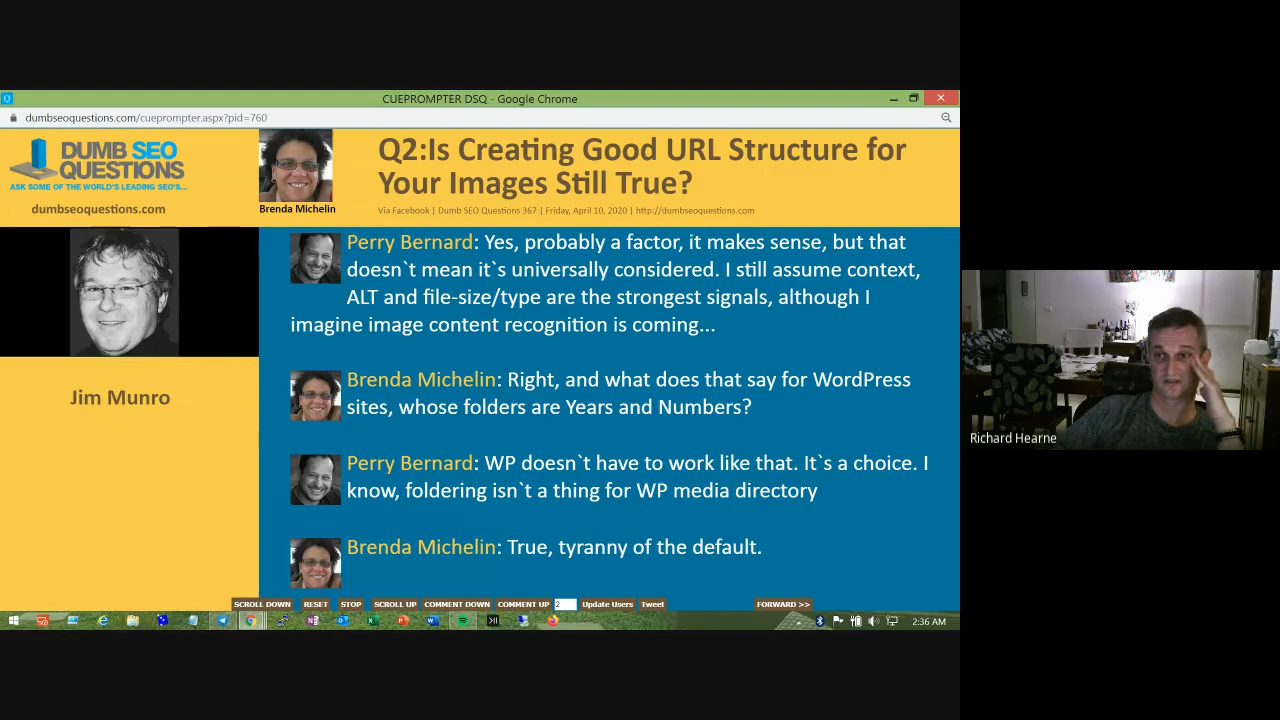 CUEPROMPTER DSQ - Google Chrome
dumbseoquestions.com/cueprompter.aspx?pid=760
DUMB SEO
QUESTIONS
ASK SOME OF THE WORLD'S LEADING SEO'S...
dumbseoquestions.com
Brenda Michelin
Q2:Is Creating Good URL Structure for
Your Images Still True?
Via Facebook | Dumb SEO Questions 367 | Friday, April 10, 2020 | http://dumbseoquestions.com
Jim Munro
Perry Bernard: Yes, probably a factor, it makes sense, but that
doesn`t mean it`s universally considered. I still assume context,
ALT and file-size/type are the strongest signals, although I
imagine image content recognition is coming...
Brenda Michelin: Right, and what does that say for WordPress
sites, whose folders are Years and Numbers?
Perry Bernard: WP doesn`t have to work like that. It`s a choice. I
know, foldering isn`t a thing for WP media directory
Brenda Michelin: True, tyranny of the default.
SCROLL DOWN RESET STOP SCROLL UP COMMENT DOWN COMMENT UP 2 Update Users Tweet FORWARD >>
2:36 AM
Richard Hearne